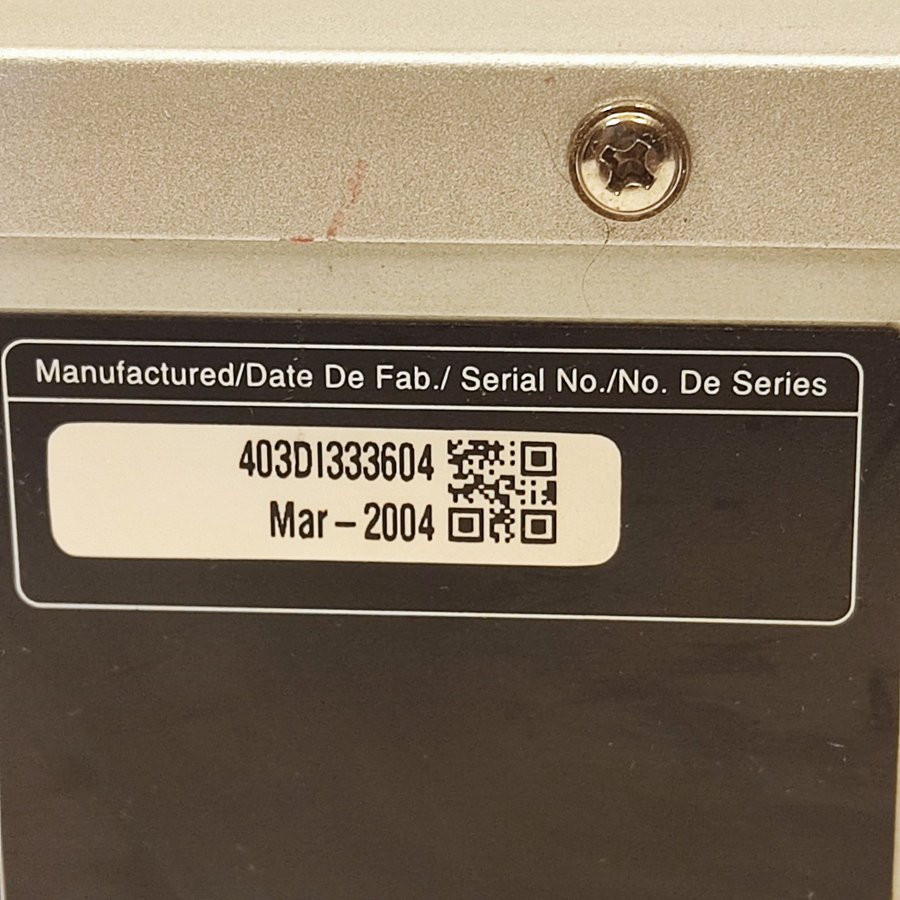 Manufactured/Date De Fab./ Serial No./No. De Series
403DI333604
Mar-2004